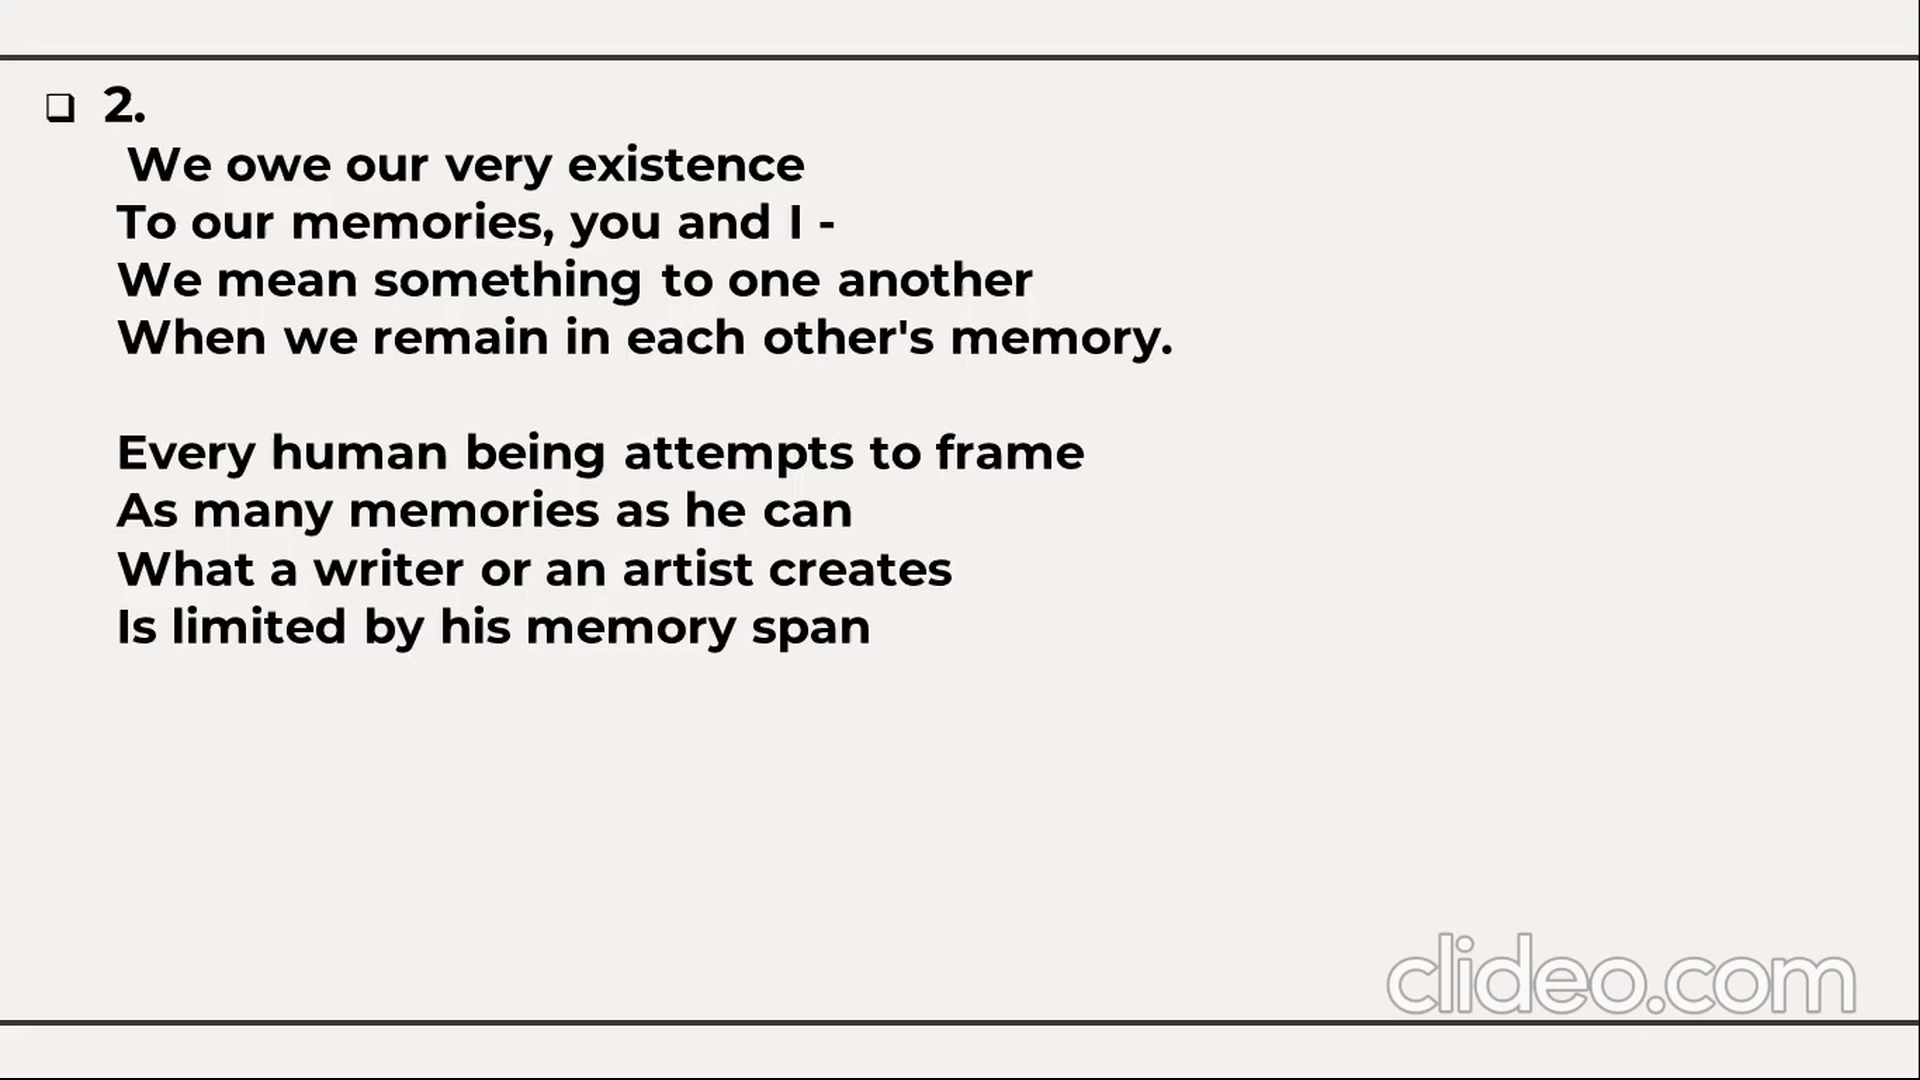 ❑ 2.
We owe our very existence
To our memories, you and I -
We mean something to one another
When we remain in each other's memory.
Every human being attempts to frame
As many memories as he can
What a writer or an artist creates
Is limited by his memory span
clideo.com